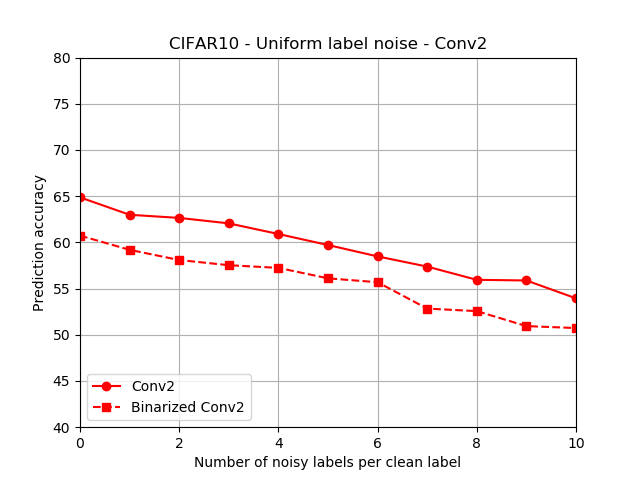 CIFAR10 - Uniform label noise - Conv2
80
75
70
65
60
55
50
45
40
Prediction accuracy
Conv2
Binarized Conv2
0 2 4 6 8 10
Number of noisy labels per clean label